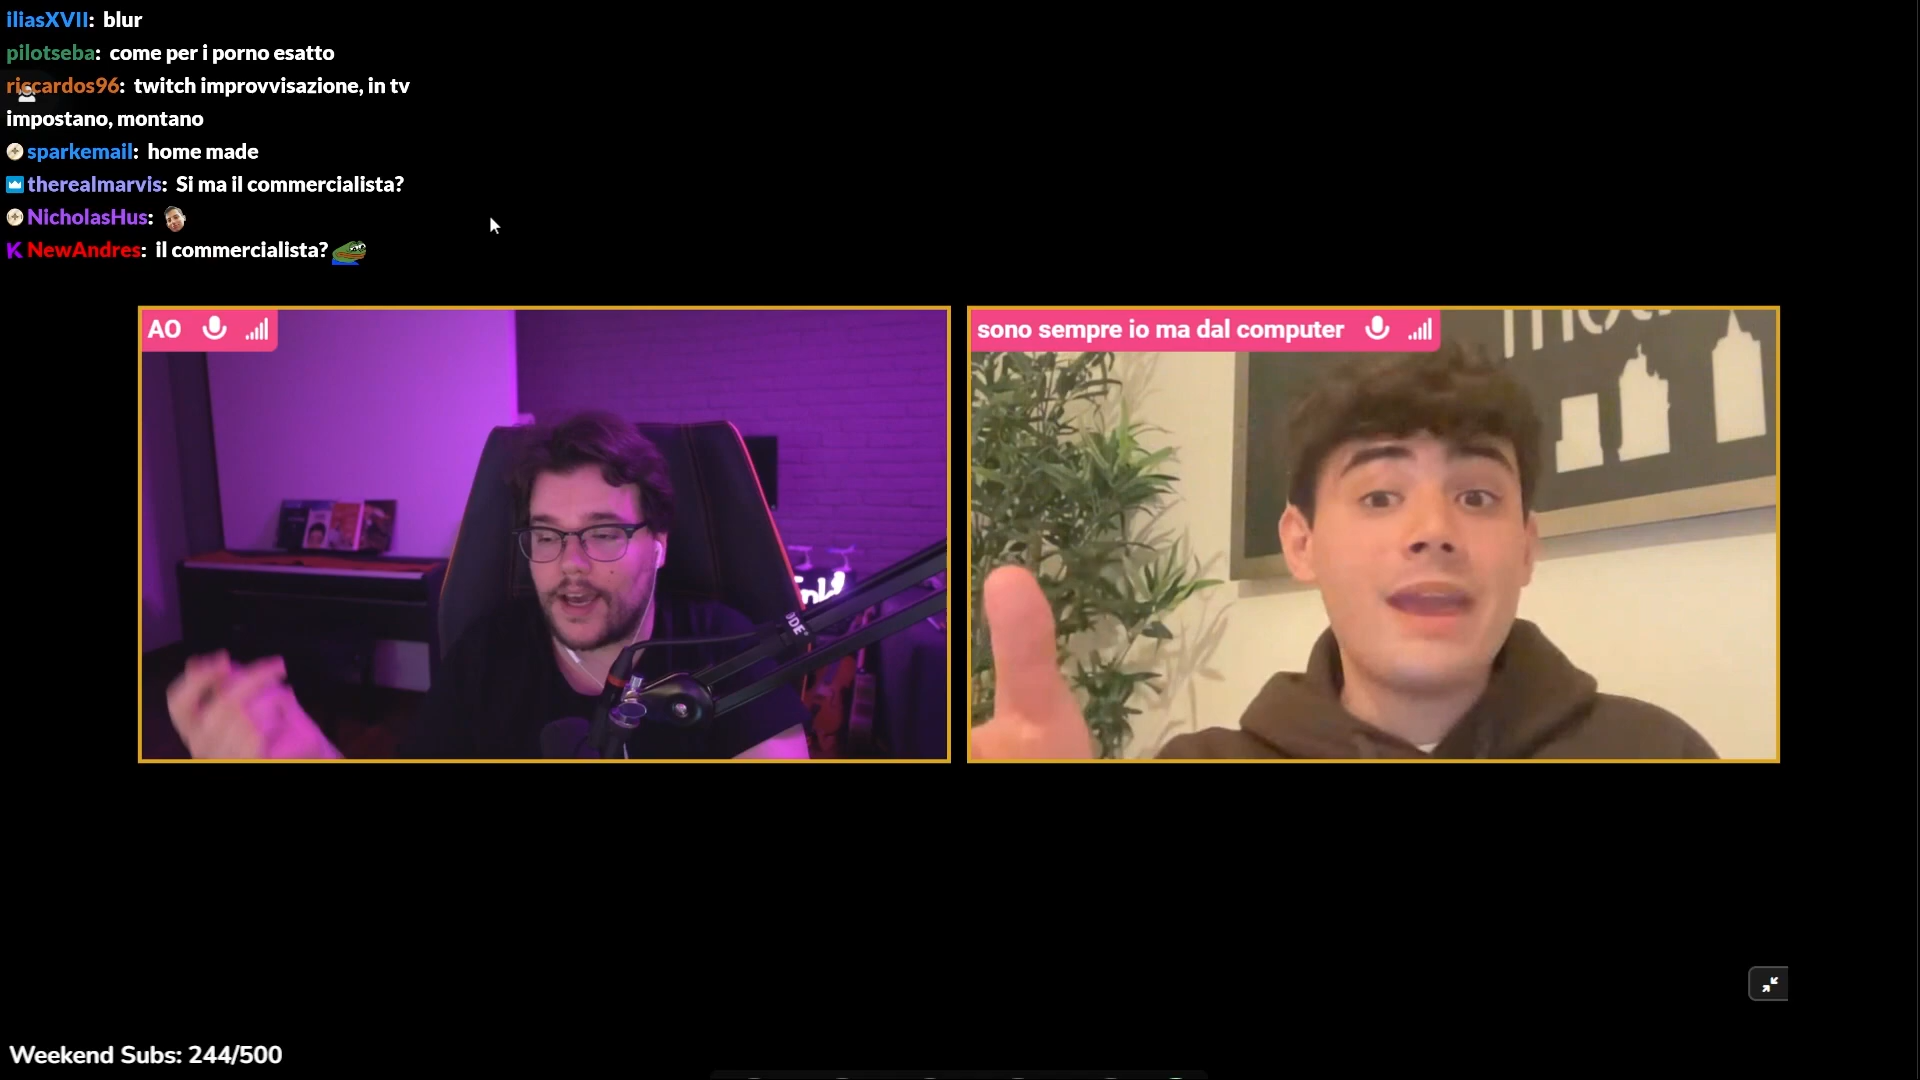 iliasXVII: blur
pilotseba: come per i porno esatto
riccardos96: twitch improvvisazione, in tv
impostano, montano
sparkemail: home made
therealmarvis: Si ma il commercialista?
NicholasHus:
NewAndres: il commercialista?
AO
sono sempre io ma dal computer
Weekend Subs: 244/500